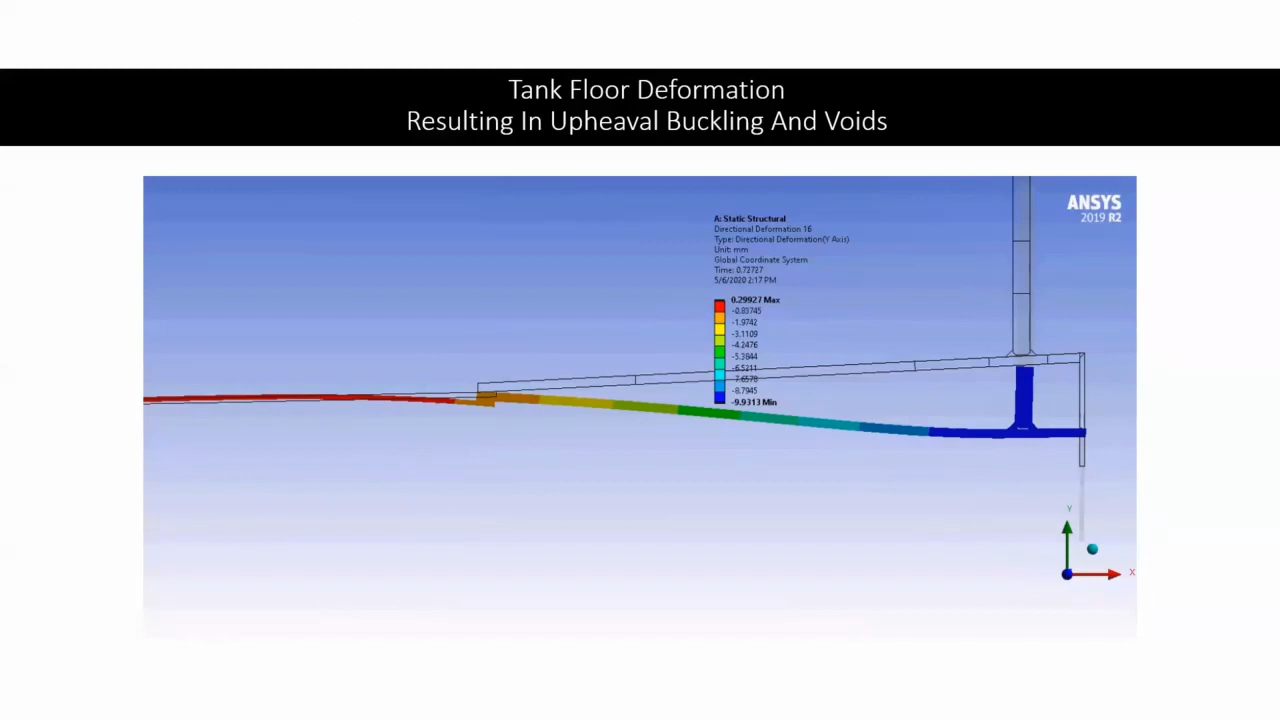 Tank Floor Deformation
Resulting In Upheaval Buckling And Voids
ANSYS
2019 R2
A: Static Structural
Directional Deformation 16
Type: Directional Deformation(Y Axis)
Unit: mm
Global Coordinate System
Time: 0.72727
5/6/2020 2:17 PM
0.29927 Max
-0.83745
-1.9742
-3.1109
-4.2476
-5.3844
-6.5211
-7.6578
-8.7945
-9.9313 Min
Y
X